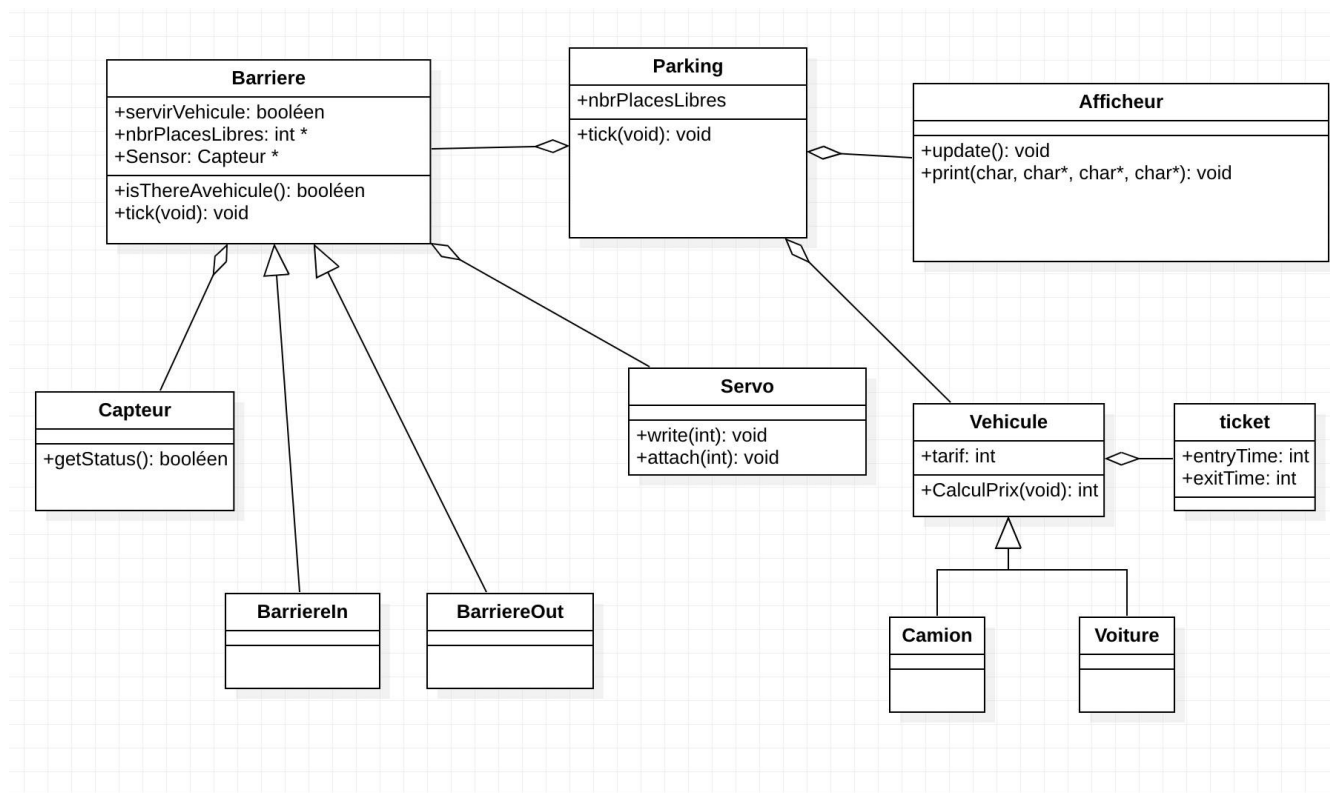 Barriere
+servirVehicule: booléen
+nbrPlacesLibres: int *
+Sensor: Capteur *
+isThereAvehicule(): booléen
+tick(void): void
Parking
+nbrPlacesLibres
+tick(void): void
Afficheur
+update(): void
+print(char, char*, char*, char*): void
Capteur
+getStatus(): booléen
Servo
+write(int): void
+attach(int): void
Vehicule
+tarif: int
+CalculPrix(void): int
ticket
+entryTime: int
+exitTime: int
BarriereIn
BarriereOut
Camion
Voiture